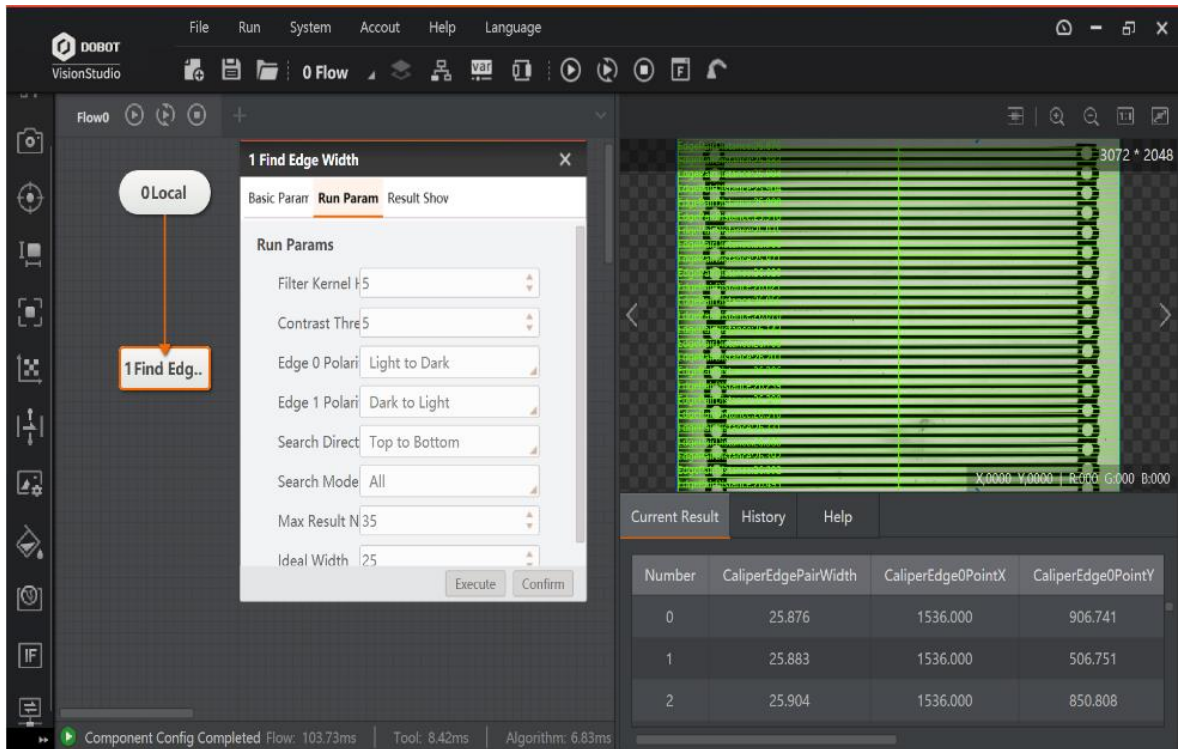 File Run System Accout Help Language
DOBOT
VisionStudio
0 Flow
var
F
Flow0
1:1
0 Local
1 Find Edg..
1 Find Edge Width
Basic Param Run Param Result Shov
Run Params
Filter Kernel H 5
Contrast Thre 5
Edge 0 Polari Light to Dark
Edge 1 Polari Dark to Light
Search Direct Top to Bottom
Search Mode All
Max Result N 35
Ideal Width 25
Execute Confirm
IF
3072 * 2048
X,0000 Y,0000 | R:000 G:000 B:000
Current Result History Help
Number CaliperEdgePairWidth CaliperEdge0PointX CaliperEdge0PointY
0 25.876 1536.000 906.741
1 25.883 1536.000 506.751
2 25.904 1536.000 850.808
Component Config Completed Flow: 103.73ms Tool: 8.42ms Algorithm: 6.83ms